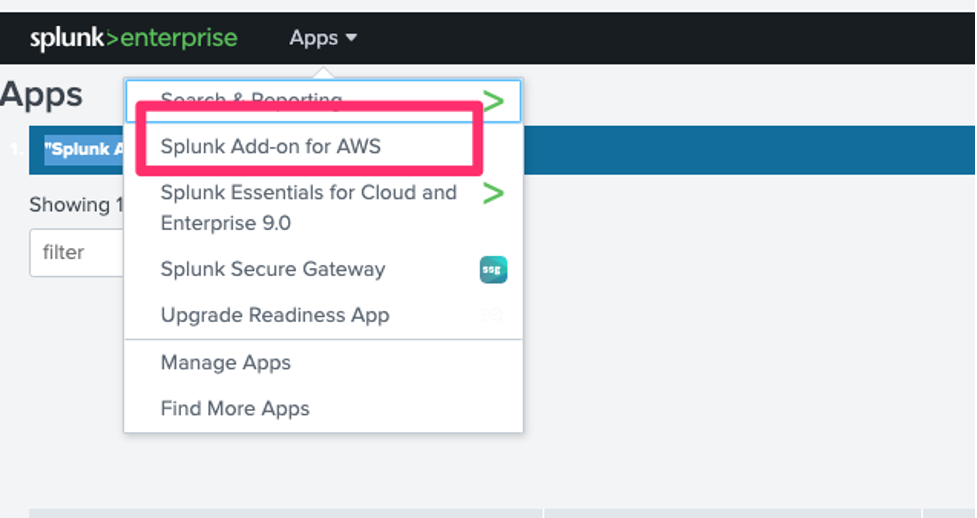 splunk>enterprise Apps
Apps
Search & Reporting
1. "Splunk A
Splunk Add-on for AWS
Showing 1
Splunk Essentials for Cloud and
Enterprise 9.0
filter
Splunk Secure Gateway
ssg
Upgrade Readiness App
Manage Apps
Find More Apps